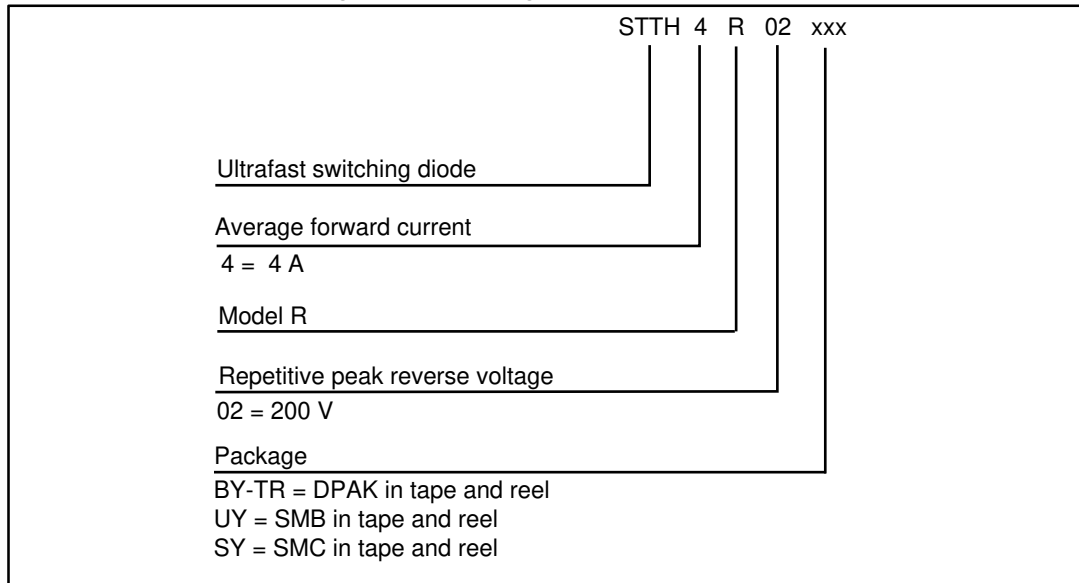 STTH 4 R 02 xxx
Ultrafast switching diode
Average forward current
4 = 4 A
Model R
Repetitive peak reverse voltage
02 = 200 V
Package
BY-TR = DPAK in tape and reel
UY = SMB in tape and reel
SY = SMC in tape and reel